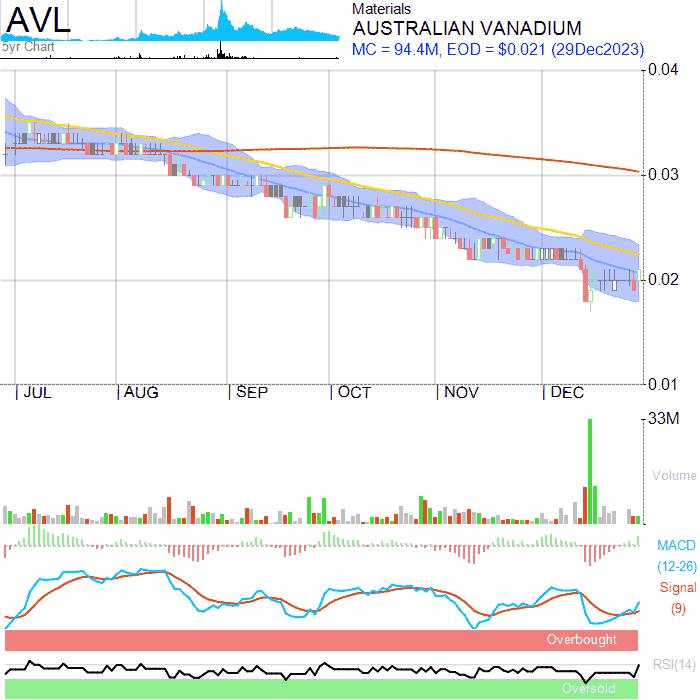 AVL
5yr Chart
Materials
AUSTRALIAN VANADIUM
MC = 94.4M, EOD = $0.021 (29Dec2023)
0.04
0.03
0.02
0.01
JUL AUG SEP OCT NOV DEC
33M
Volume
MACD
(12-26)
Signal
(9)
Overbought
RSI(14)
Oversold